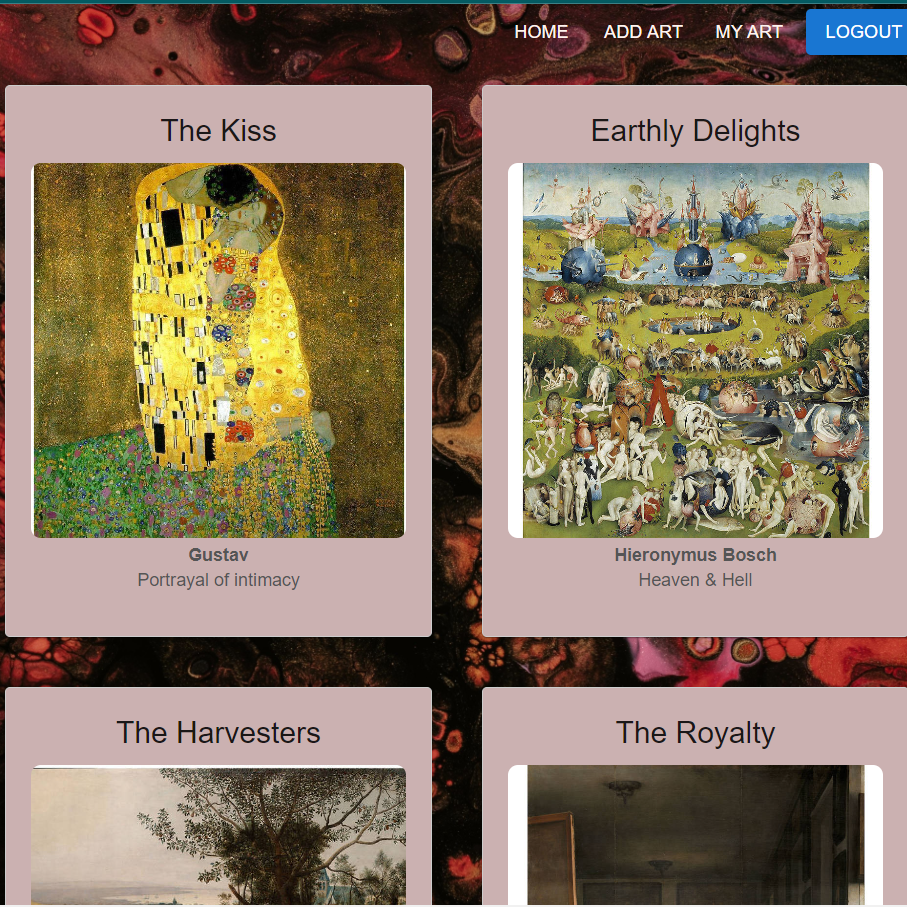 HOME ADD ART MY ART LOGOUT
The Kiss
Gustav
Portrayal of intimacy
Earthly Delights
Hieronymus Bosch
Heaven & Hell
The Harvesters
The Royalty